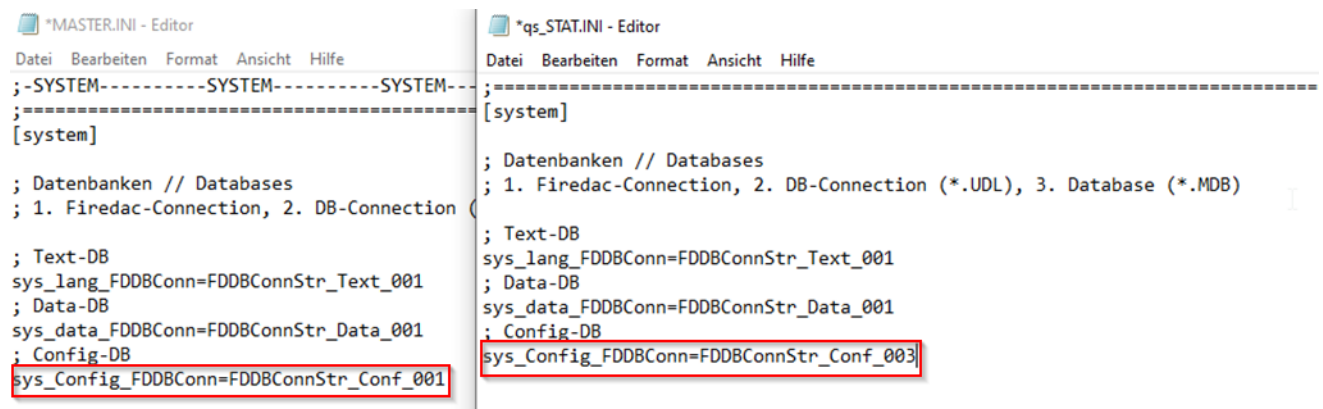 *MASTER.INI - Editor
Datei Bearbeiten Format Ansicht Hilfe
;-SYSTEM----------SYSTEM----------SYSTEM---
;==========================================
[system]
; Datenbanken // Databases
; 1. Firedac-Connection, 2. DB-Connection (
; Text-DB
sys_lang_FDDBConn=FDDBConnStr_Text_001
; Data-DB
sys_data_FDDBConn=FDDBConnStr_Data_001
; Config-DB
sys_Config_FDDBConn=FDDBConnStr_Conf_001
*qs_STAT.INI - Editor
Datei Bearbeiten Format Ansicht Hilfe
;============================================================================
[system]
; Datenbanken // Databases
; 1. Firedac-Connection, 2. DB-Connection (*.UDL), 3. Database (*.MDB)
; Text-DB
sys_lang_FDDBConn=FDDBConnStr_Text_001
; Data-DB
sys_data_FDDBConn=FDDBConnStr_Data_001
; Config-DB
sys_Config_FDDBConn=FDDBConnStr_Conf_003